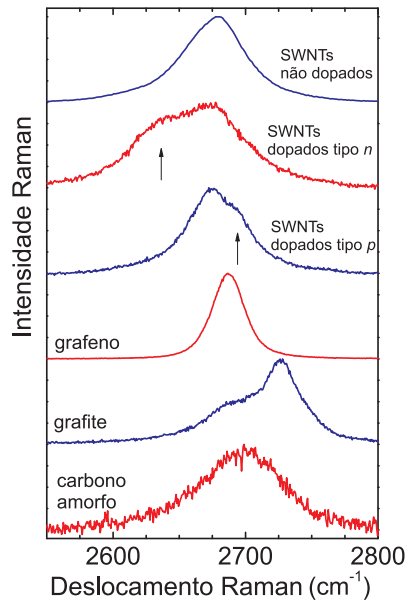 SWNTs
não dopados
SWNTs
dopados tipo n
SWNTs
dopados tipo p
grafeno
grafite
carbono
amorfo
Intensidade Raman
2600 2700 2800
Deslocamento Raman (cm-1)